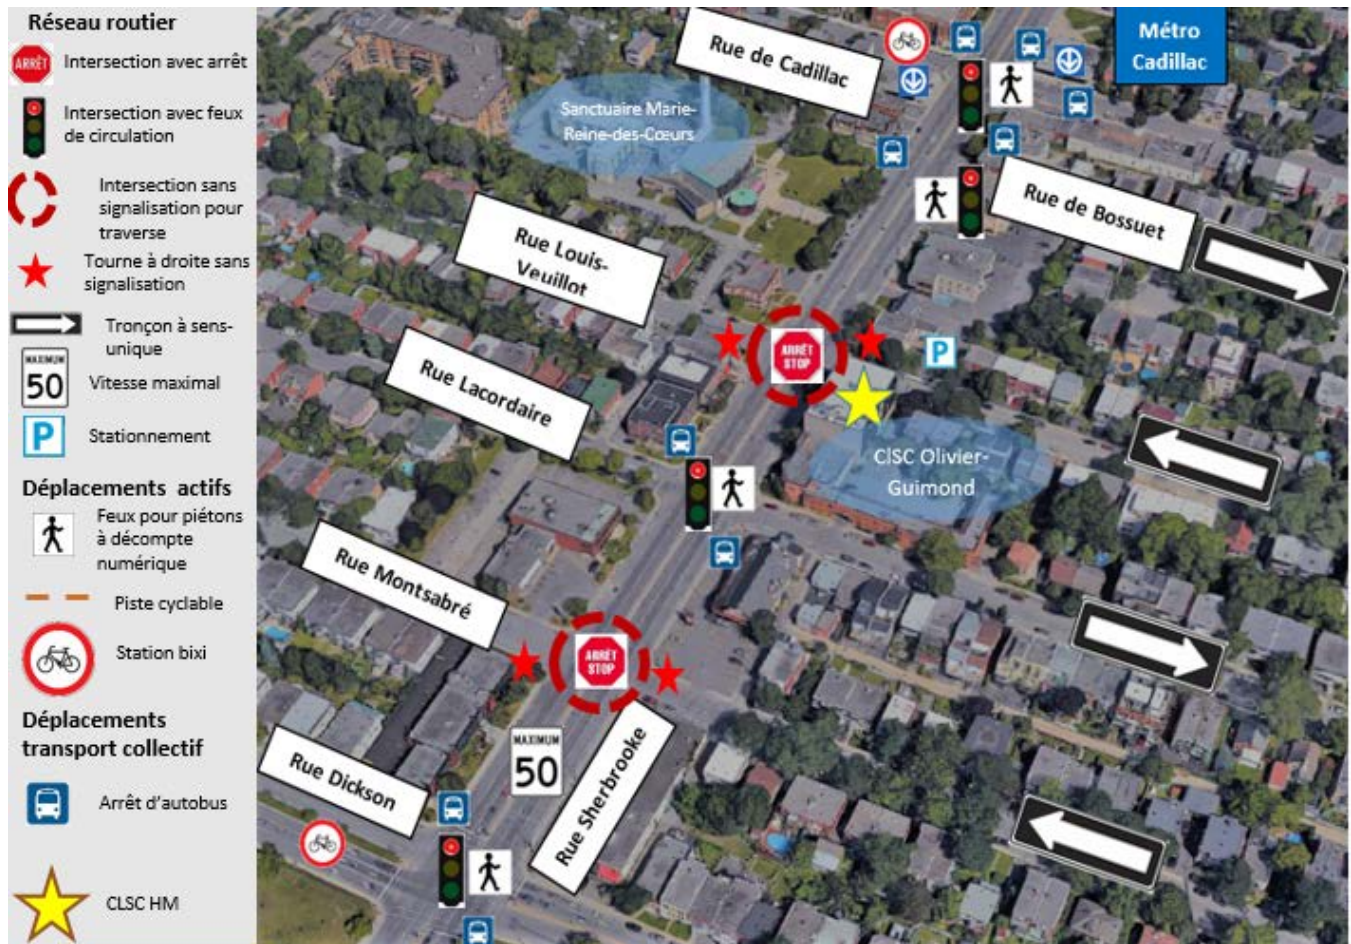 Réseau routier
ARRÊT
Intersection avec arrêt
Intersection avec feux
de circulation
Intersection sans
signalisation pour
traverse
Tourne à droite sans
signalisation
Tronçon à sens-
unique
MAXIMUM
50
Vitesse maximal
P
Stationnement
Déplacements actifs
Feux pour piétons
à décompte
numérique
Piste cyclable
Station bixi
Déplacements
transport collectif
Arrêt d’autobus
CLSC HM
Rue de Cadillac
Métro
Cadillac
Sanctuaire Marie-
Reine-des-Cœurs
Rue de Bossuet
Rue Louis-
Veuillot
ARRÊT
STOP
P
Rue Lacordaire
ClSC Olivier-
Guimond
Rue Montsabré
ARRÊT
STOP
MAXIMUM
50
Rue Sherbrooke
Rue Dickson